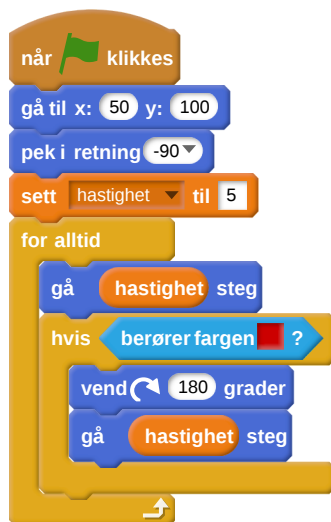 når klikkes
gå til x: 50 y: 100
pek i retning -90
sett hastighet til 5
for alltid
gå hastighet steg
hvis berører fargen ?
vend 180 grader
gå hastighet steg